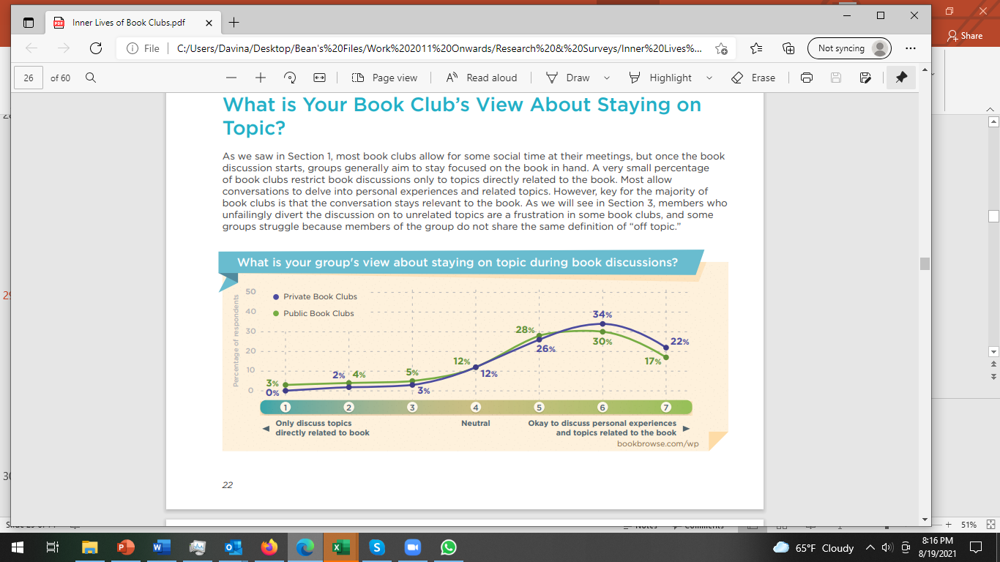 Inner Lives of Book Clubs.pdf
Share
File
C:/Users/Davina/Desktop/Bean's%20Files/Work%202011%20Onwards/Research%20&%20Surveys/Inner%20Lives%...
Not syncing
26 of 60
Page view
Read aloud
Draw
Highlight
Erase
What is Your Book Club's View About Staying on
Topic?
As we saw in Section 1, most book clubs allow for some social time at their meetings, but once the book
discussion starts, groups generally aim to stay focused on the book in hand. A very small percentage
of book clubs restrict book discussions only to topics directly related to the book. Most allow
conversations to delve into personal experiences and related topics. However, key for the majority of
book clubs is that the conversation stays relevant to the book. As we will see in Section 3, members who
unfailingly divert the discussion on to unrelated topics are a frustration in some book clubs, and some
groups struggle because members of the group do not share the same definition of “off topic.”
What is your group's view about staying on topic during book discussions?
Percentage of respondents
50
40
30
20
10
0
Private Book Clubs
Public Book Clubs
3%
0%
2%
4%
5%
3%
12%
12%
28%
26%
34%
30%
22%
17%
1 2 3 4 5 6 7
Only discuss topics
directly related to book
Neutral
Okay to discuss personal experiences
and topics related to the book
bookbrowse.com/wp
22
29
30
51%
65°F Cloudy
8:16 PM
8/19/2021